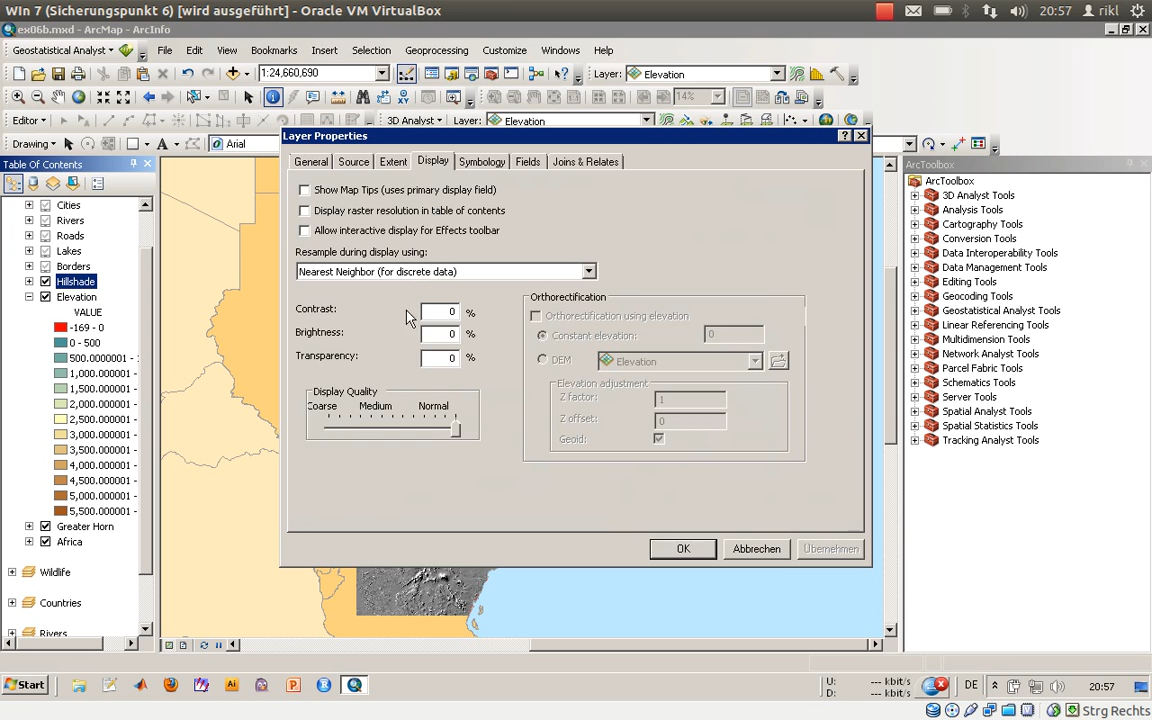 WIn 7 (Sicherungspunkt 6) [wird ausgeführt] - Oracle VM VirtualBox
20:57
rikl
ex06b.mxd - ArcMap - ArcInfo
Geostatistical Analyst
File
Edit
View
Bookmarks
Insert
Selection
Geoprocessing
Customize
Windows
Help
1:24,660,690
Layer:
Elevation
14%
Editor
3D Analyst
Layer:
Elevation
Drawing
A
Arial
Table Of Contents
Cities
Rivers
Roads
Lakes
Borders
Hillshade
Elevation
VALUE
-169 - 0
0 - 500
500.0000001 -
1,000.000001
1,500.000001
2,000.000001
2,500.000001
3,000.000001
3,500.000001
4,000.000001
4,500.000001
5,000.000001
5,500.000001
Greater Horn
Africa
Wildlife
Countries
Rivers
Layer Properties
General
Source
Extent
Display
Symbology
Fields
Joins & Relates
Show Map Tips (uses primary display field)
Display raster resolution in table of contents
Allow interactive display for Effects toolbar
Resample during display using:
Nearest Neighbor (for discrete data)
Contrast:
0 %
Brightness:
0 %
Transparency:
0 %
Display Quality
Coarse
Medium
Normal
Orthorectification
Orthorectification using elevation
Constant elevation:
0
DEM
Elevation
Elevation adjustment
Z factor:
1
Z offset:
0
Geoid:
OK
Abbrechen
Übernehmen
ArcToolbox
ArcToolbox
3D Analyst Tools
Analysis Tools
Cartography Tools
Conversion Tools
Data Interoperability Tools
Data Management Tools
Editing Tools
Geocoding Tools
Geostatistical Analyst Tools
Linear Referencing Tools
Multidimension Tools
Network Analyst Tools
Parcel Fabric Tools
Schematics Tools
Server Tools
Spatial Analyst Tools
Spatial Statistics Tools
Tracking Analyst Tools
Start
U:
--- kbit/s
D:
--- kbit/s
DE
20:57
Strg Rechts